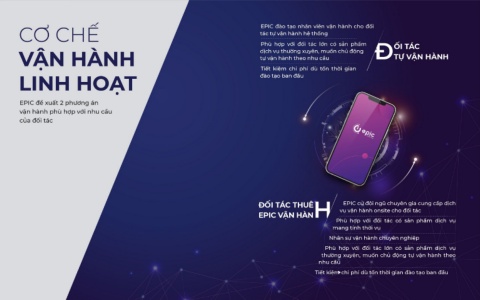 CƠ CHẾ
VẬN HÀNH
LINH HOẠT
EPIC đề xuất 2 phương án
vận hành phù hợp với nhu cầu
của đối tác
EPIC đào tạo nhân viên vận hành cho đối
tác tự vận hành hệ thống
Phù hợp với đối tác lớn có sản phẩm
dịch vụ thường xuyên, muốn chủ động
tự vận hành theo nhu cầu
Tiết kiệm chi phí dù tốn thời gian
đào tạo ban đầu
ĐỐI TÁC
TỰ VẬN HÀNH
epic
ĐỐI TÁC THUÊ
EPIC VẬN HÀNH
EPIC cử đội ngũ chuyên gia cung cấp dịch
vụ vận hành onsite cho đối tác
Phù hợp với đối tác có sản phẩm dịch vụ
mang tính thời vụ
Nhân sự vận hành chuyên nghiệp
Phù hợp với đối tác lớn có sản phẩm dịch vụ
thường xuyên, muốn chủ động tự vận hành theo
nhu cầu
Tiết kiệm chi phí dù tốn thời gian đào tạo ban đầu